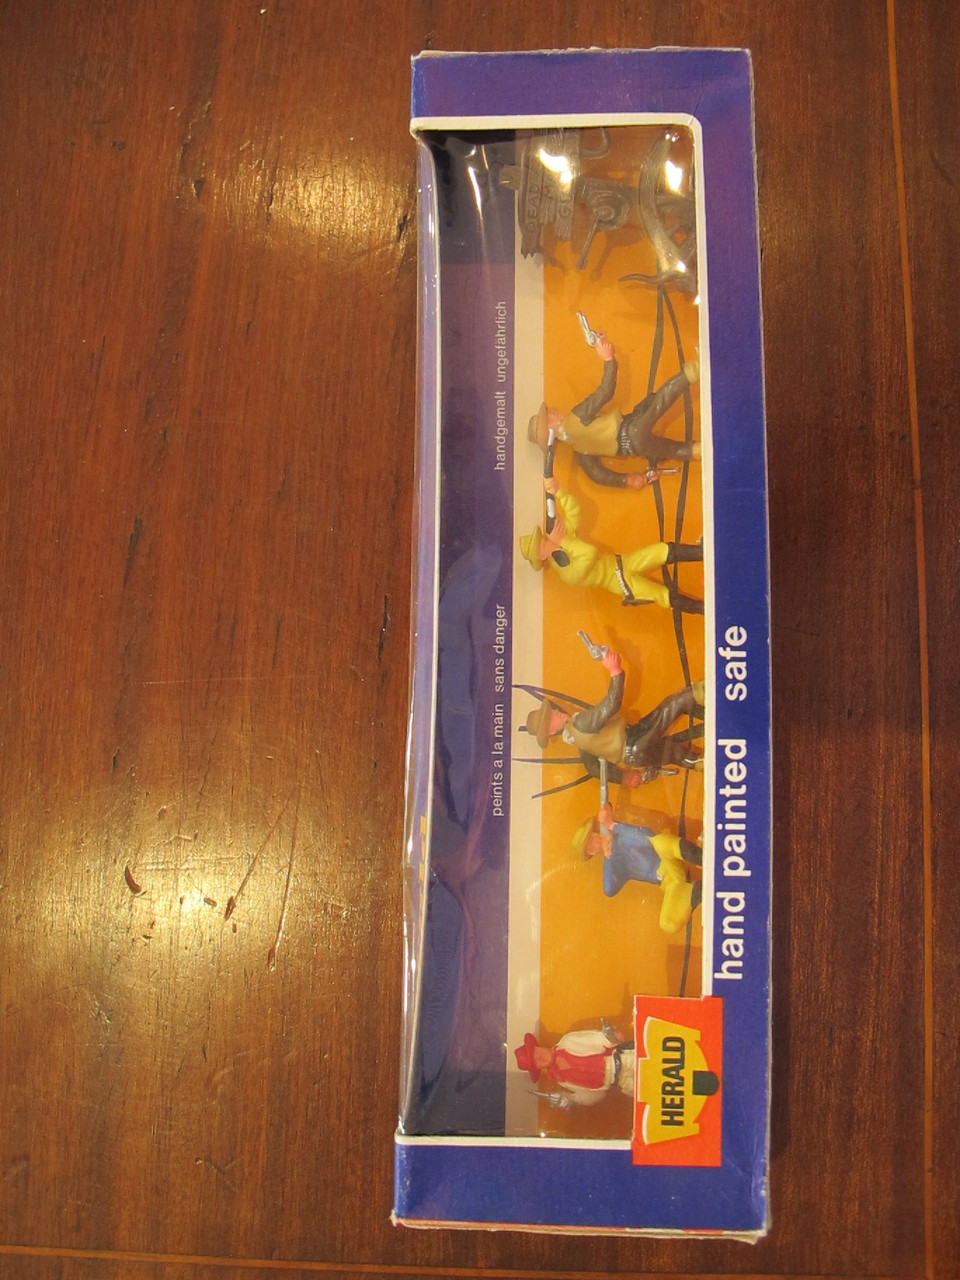 peints a la main sans danger
handgemalt ungefährlich
HERALD
hand painted safe